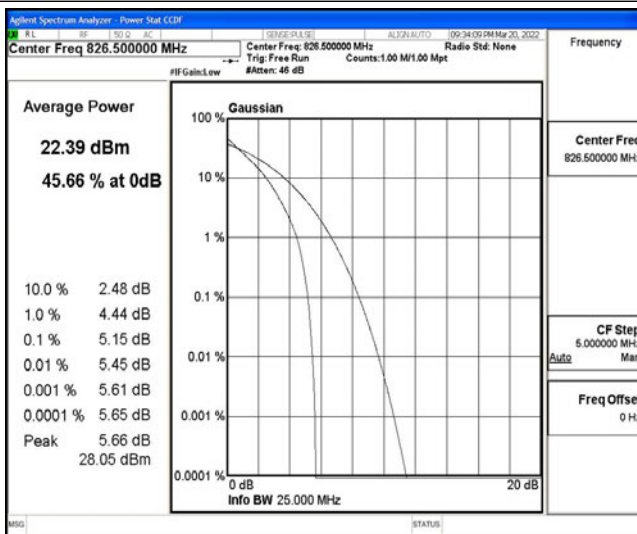 Agilent Spectrum Analyzer - Power Stat CCDF
RL RF 50 Ω AC SENSE:PULSE ALIGN AUTO 09:34:09 PM Mar 20, 2022
Center Freq 826.500000 MHz
Center Freq: 826.500000 MHz Radio Std: None
Trig: Free Run Counts:1.00 M/1.00 Mpt
#IFGain:Low #Atten: 46 dB
Frequency
Average Power
22.39 dBm
45.66 % at 0dB
10.0 % 2.48 dB
1.0 % 4.44 dB
0.1 % 5.15 dB
0.01 % 5.45 dB
0.001 % 5.61 dB
0.0001 % 5.65 dB
Peak 5.66 dB
28.05 dBm
Gaussian
100 %
10 %
1 %
0.1 %
0.01 %
0.001 %
0.0001 %
0 dB 20 dB
Info BW 25.000 MHz
Center Freq
826.500000 MHz
CF Step
5.000000 MHz
Auto Man
Freq Offset
0 Hz
MSG STATUS